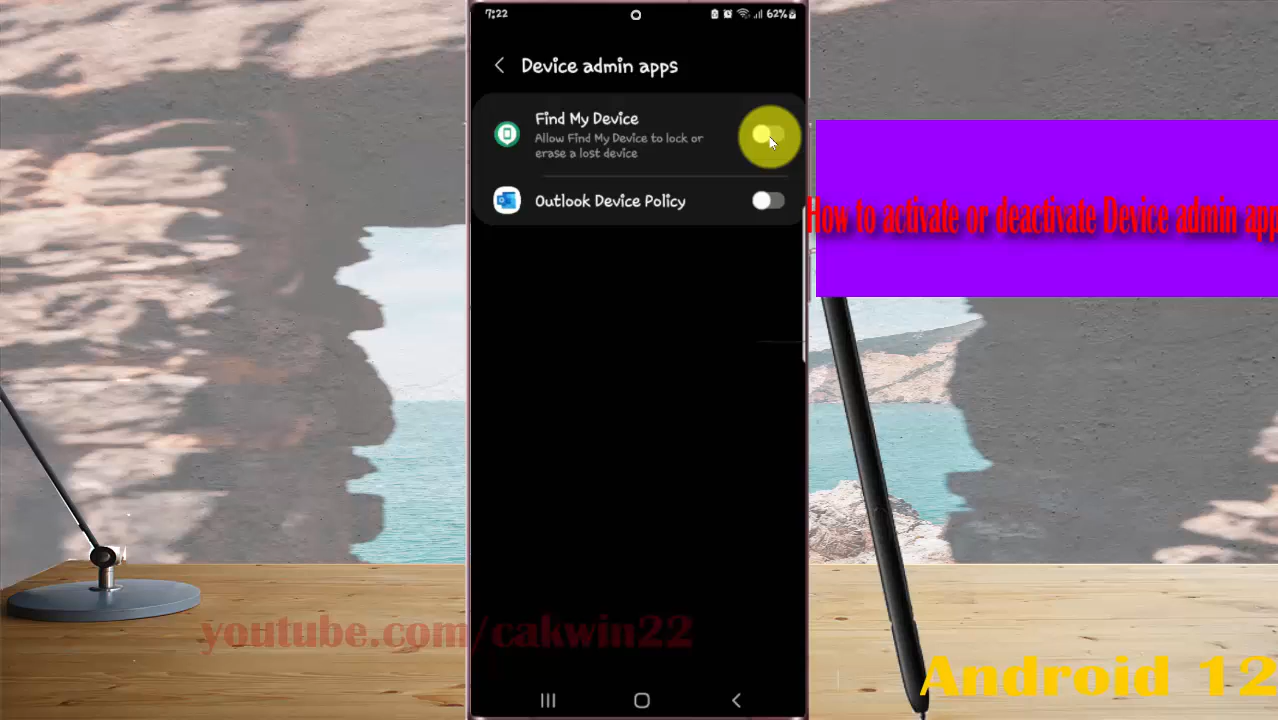 7:22
62%
Device admin apps
Find My Device
Allow Find My Device to lock or
erase a lost device
Outlook Device Policy
How to activate or deactivate Device admin app
youtube.com/cakwin22
Android 12